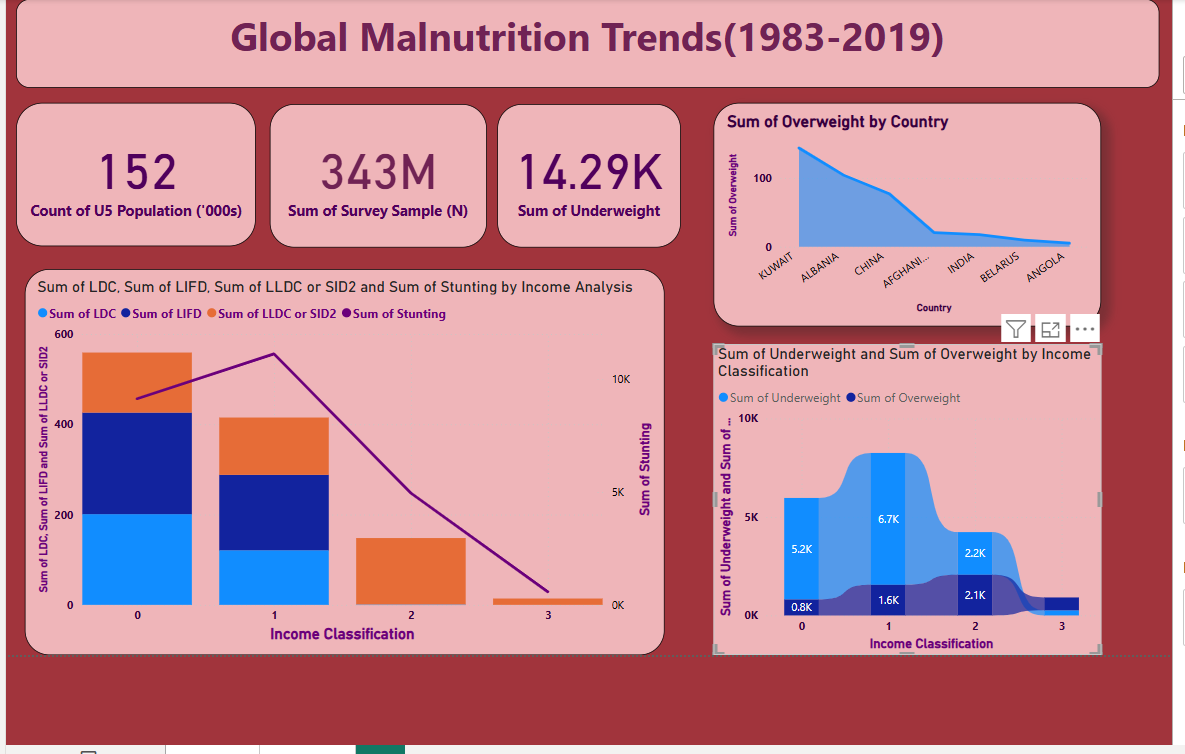 Global Malnutrition Trends(1983-2019)
152
Count of U5 Population ('000s)
343M
Sum of Survey Sample (N)
14.29K
Sum of Underweight
Sum of Overweight by Country
Sum of Overweight
100
0
KUWAIT
ALBANIA
CHINA
AFGHANI...
INDIA
BELARUS
ANGOLA
Country
Sum of LDC, Sum of LIFD, Sum of LLDC or SID2 and Sum of Stunting by Income Analysis
Sum of LDC Sum of LIFD Sum of LLDC or SID2 Sum of Stunting
Sum of LDC, Sum of LIFD and Sum of LLDC or SID2
600
400
200
0
10K
5K
0K
Sum of Stunting
0 1 2 3
Income Classification
Sum of Underweight and Sum of Overweight by Income
Classification
Sum of Underweight Sum of Overweight
Sum of Underweight and Sum of ...
10K
5K
0K
5.2K
0.8K
6.7K
1.6K
2.2K
2.1K
0 1 2 3
Income Classification